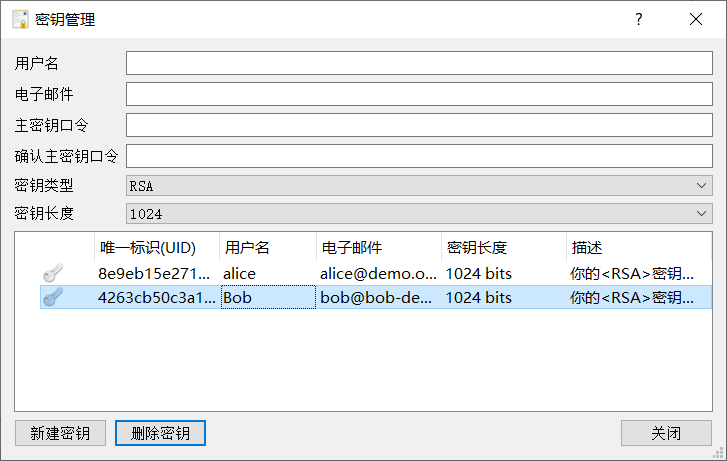 密钥管理
用户名
电子邮件
主密钥口令
确认主密钥口令
密钥类型 RSA
密钥长度 1024
唯一标识(UID) 用户名 电子邮件 密钥长度 描述
8e9eb15e271... alice alice@demo.o... 1024 bits 你的<RSA>密钥...
4263cb50c3a1... Bob bob@bob-de... 1024 bits 你的<RSA>密钥...
新建密钥 删除密钥 关闭